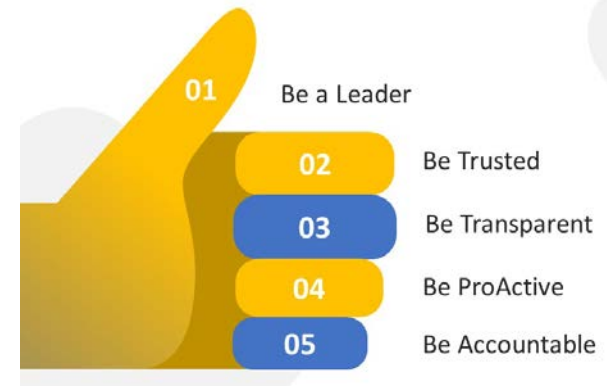 01 Be a Leader
02 Be Trusted
03 Be Transparent
04 Be ProActive
05 Be Accountable